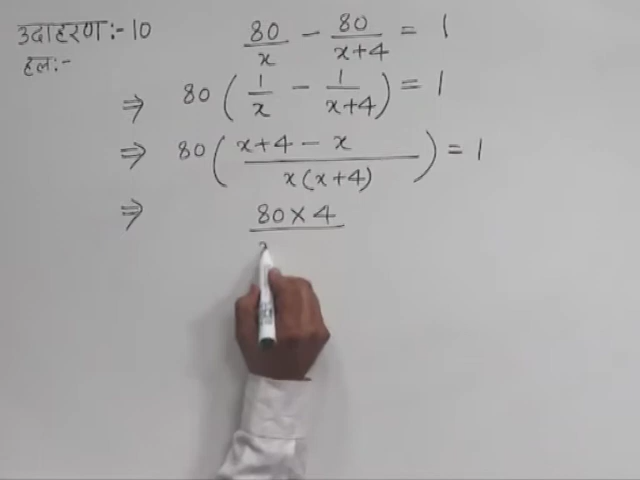 उदाहरण:- 10
80/x - 80/(x+4) = 1
हल:-
⇒ 80 ( 1/x - 1/(x+4) ) = 1
⇒ 80 ( (x+4 - x)/(x(x+4)) ) = 1
⇒ 80 × 4